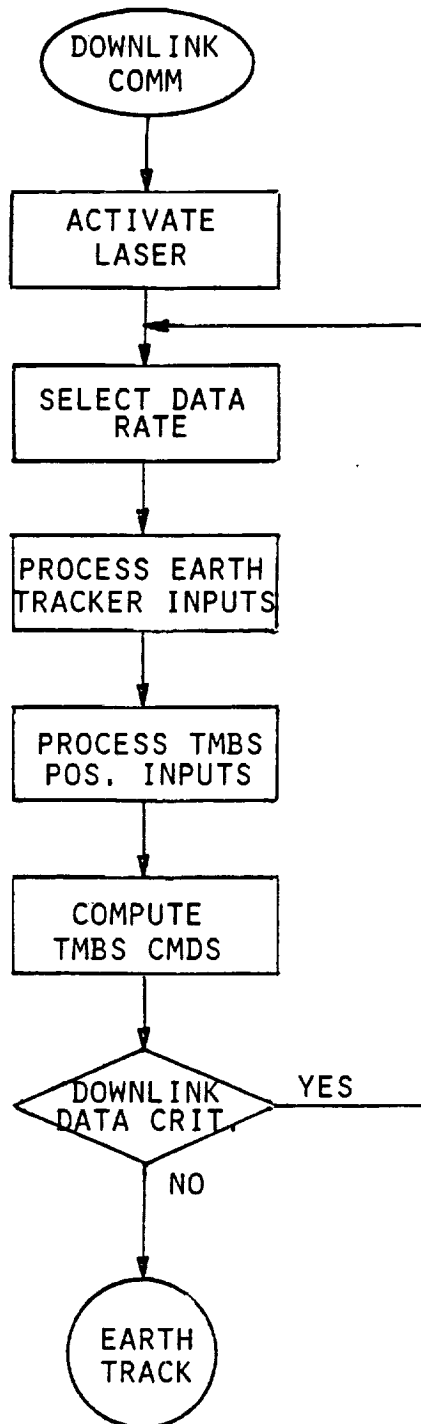 DOWNLINK
COMM
ACTIVATE
LASER
SELECT DATA
RATE
PROCESS EARTH
TRACKER INPUTS
PROCESS TMBS
POS. INPUTS
COMPUTE
TMBS CMDS
DOWNLINK
DATA CRIT.
YES
NO
EARTH
TRACK